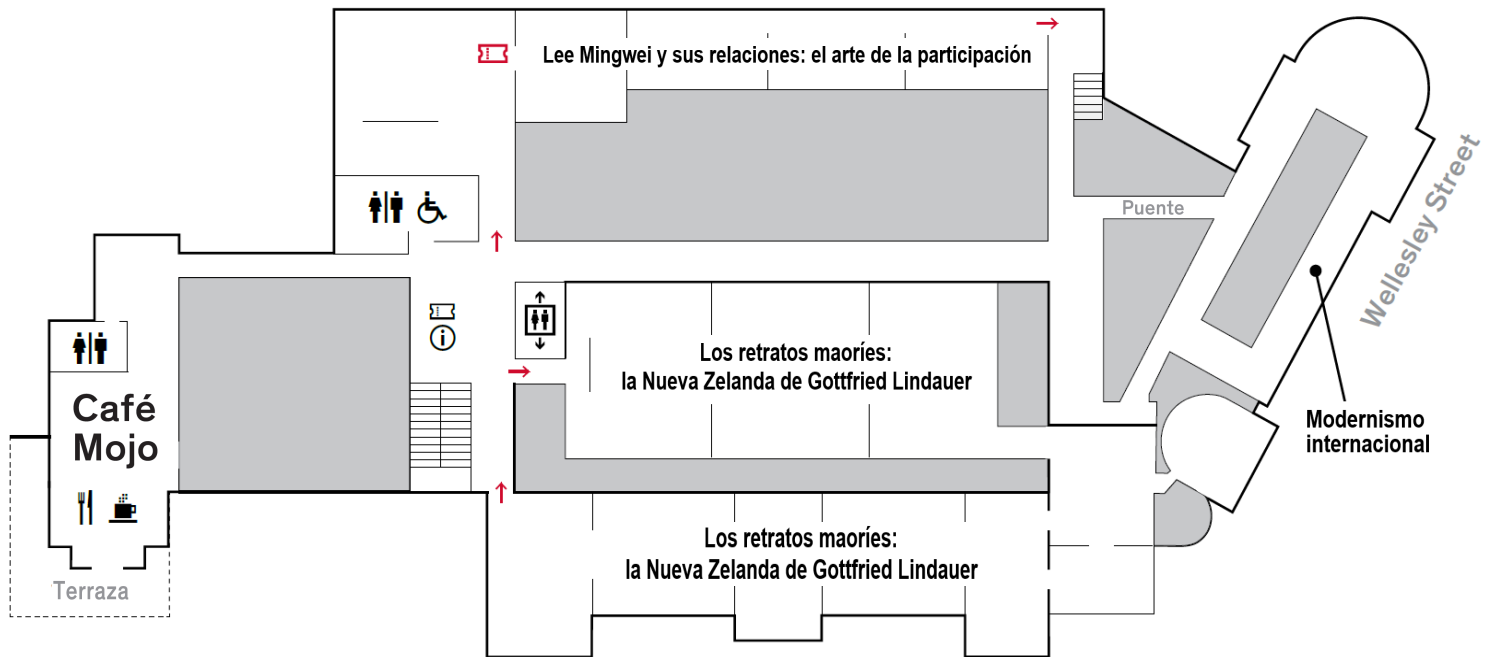 Lee Mingwei y sus relaciones: el arte de la participación
Puente
Wellesley Street
Los retratos maoríes:
la Nueva Zelanda de Gottfried Lindauer
Café
Mojo
Modernismo
internacional
Los retratos maoríes:
la Nueva Zelanda de Gottfried Lindauer
Terraza